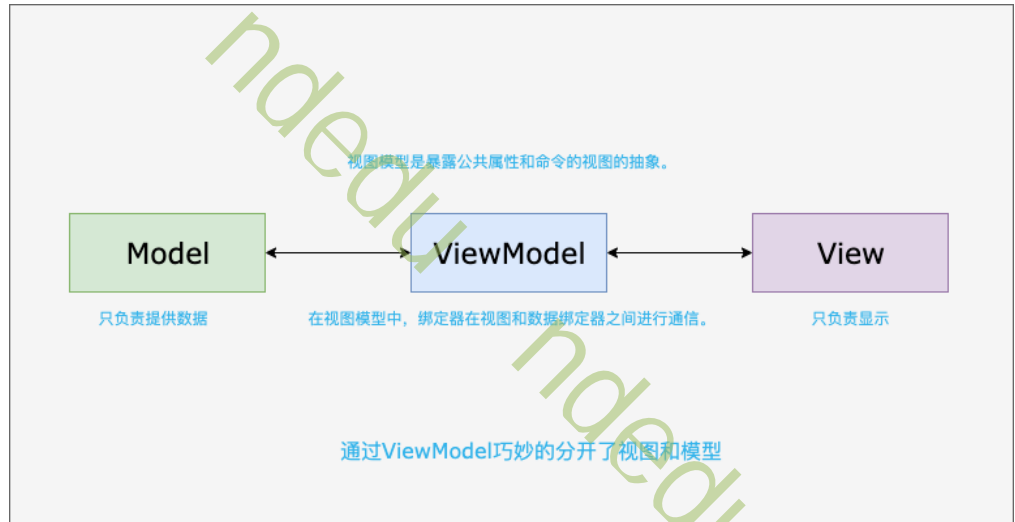 视图模型是暴露公共属性和命令的视图的抽象。
Model
ViewModel
View
只负责提供数据
在视图模型中，绑定器在视图和数据绑定器之间进行通信。
只负责显示
通过ViewModel巧妙的分开了视图和模型
ndedu
ndedu